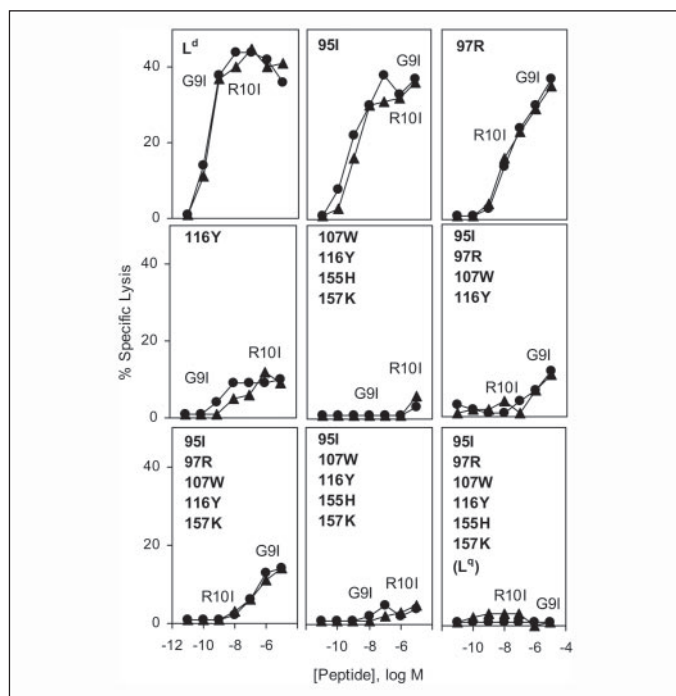 L^d
95I
97R
40
G9I
R10I
G9I
R10I
G9I
R10I
20
0
116Y
107W
116Y
155H
157K
95I
97R
107W
116Y
40
% Specific Lysis
20
G9I
R10I
G9I
R10I
R10I
G9I
0
95I
97R
107W
116Y
157K
95I
107W
116Y
155H
157K
95I
97R
107W
116Y
155H
157K
(L^q)
40
20
R10I
G9I
G9I
R10I
R10I
G9I
0
-12 -10 -8 -6 -10 -8 -6 -10 -8 -6 -4
[Peptide], log M